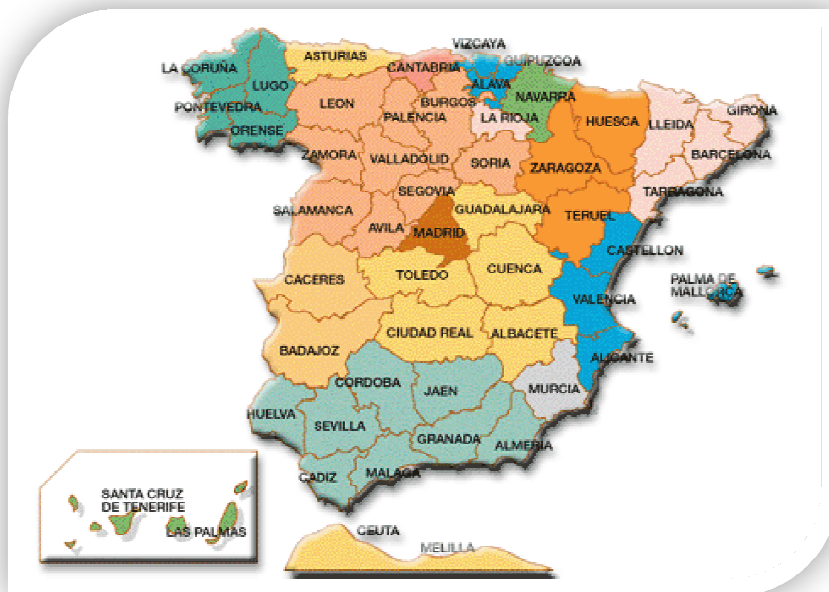 VIZCAYA
ASTURIAS
GUIPUZCOA
LA CORUÑA
CANTABRIA
LUGO
ALAVA
NAVARRA
LEON
BURGOS
PONTEVEDRA
PALENCIA
LA RIOJA
HUESCA
LLEIDA
GIRONA
ORENSE
ZAMORA
VALLADOLID
SORIA
ZARAGOZA
BARCELONA
SEGOVIA
TARRAGONA
SALAMANCA
AVILA
MADRID
GUADALAJARA
TERUEL
CASTELLON
CACERES
TOLEDO
CUENCA
PALMA DE
MALLORCA
VALENCIA
CIUDAD REAL
ALBACETE
BADAJOZ
ALICANTE
CORDOBA
JAEN
MURCIA
HUELVA
SEVILLA
GRANADA
ALMERIA
CADIZ
MALAGA
SANTA CRUZ
DE TENERIFE
LAS PALMAS
CEUTA
MELILLA